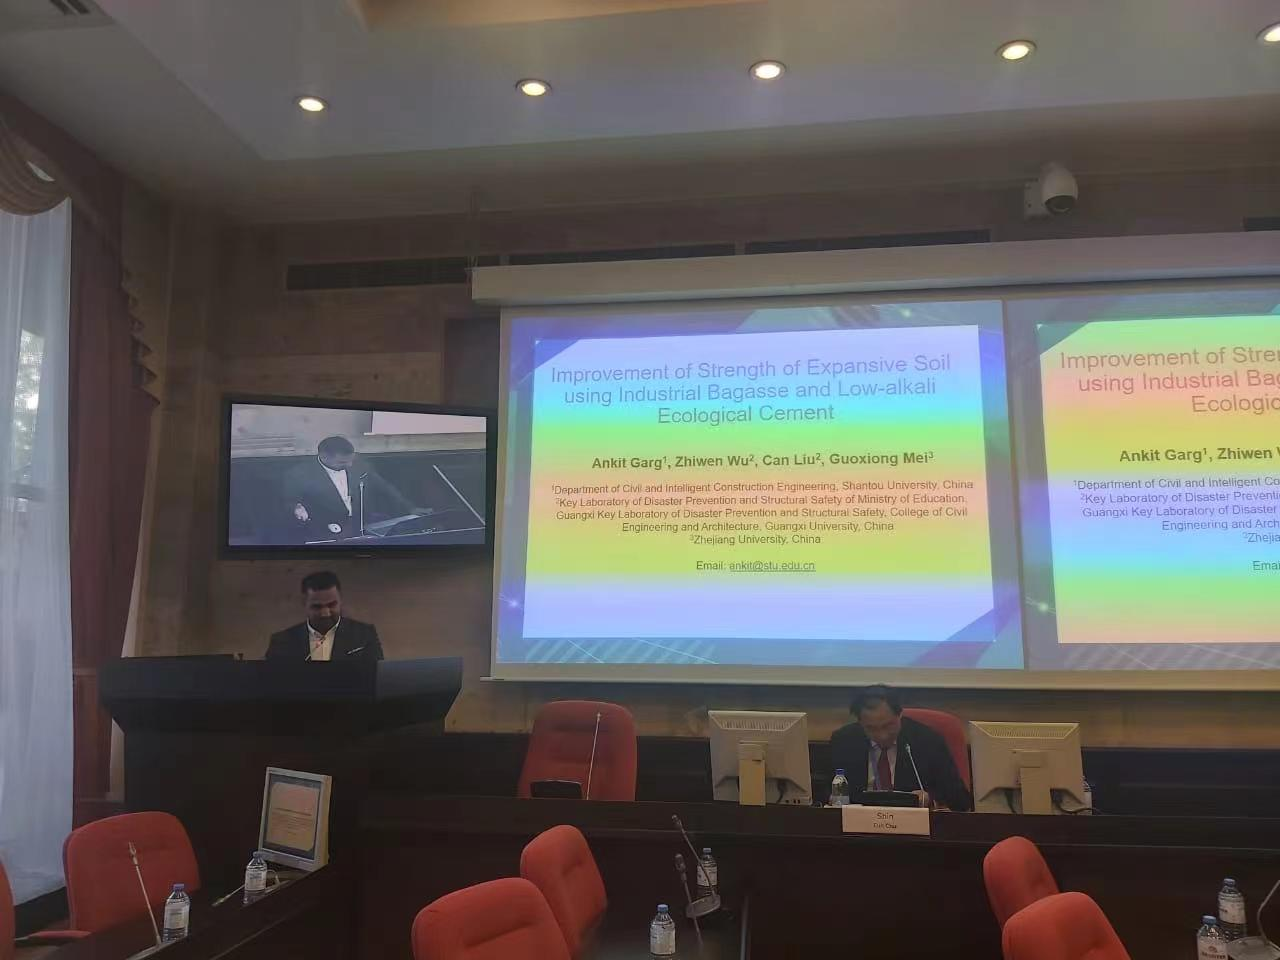 Improvement of Strength of Expansive Soil
using Industrial Bagasse and Low-alkali
Ecological Cement
Ankit Garg¹, Zhiwen Wu², Can Liu², Guoxiong Mei³
¹Department of Civil and Intelligent Construction Engineering, Shantou University, China
²Key Laboratory of Disaster Prevention and Structural Safety of Ministry of Education,
Guangxi Key Laboratory of Disaster Prevention and Structural Safety, College of Civil
Engineering and Architecture, Guangxi University, China
³Zhejiang University, China
Email: ankit@stu.edu.cn
Improvement of Stren
using Industrial Bag
Ecologic
Ankit Garg¹, Zhiwen
¹Department of Civil and Intelligent Co
²Key Laboratory of Disaster Preventi
Guangxi Key Laboratory of Disaster
Engineering and Arch
³Zhejia
Emai
Shin